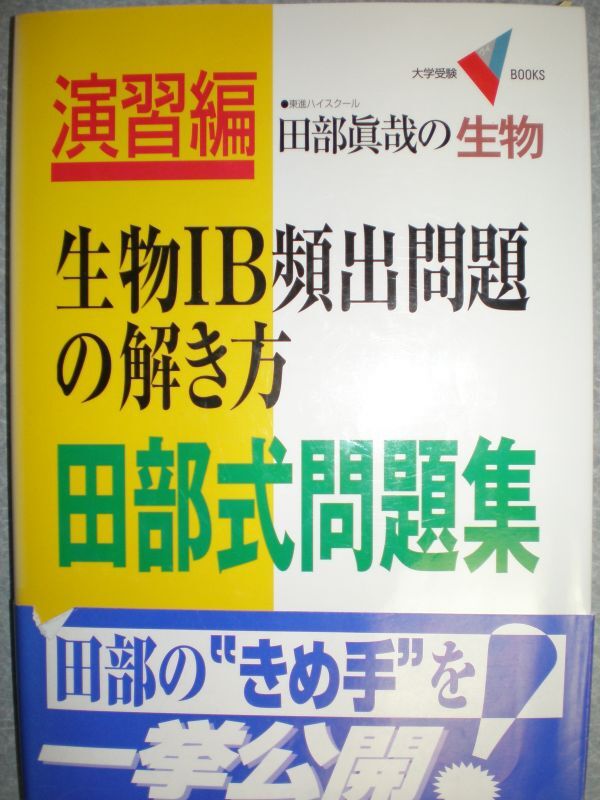 大学受験 V BOOKS
演習編
●東進ハイスクール
田部眞哉の生物
生物IB頻出問題
の解き方
田部式問題集
田部の“きめ手”を
一挙公開!